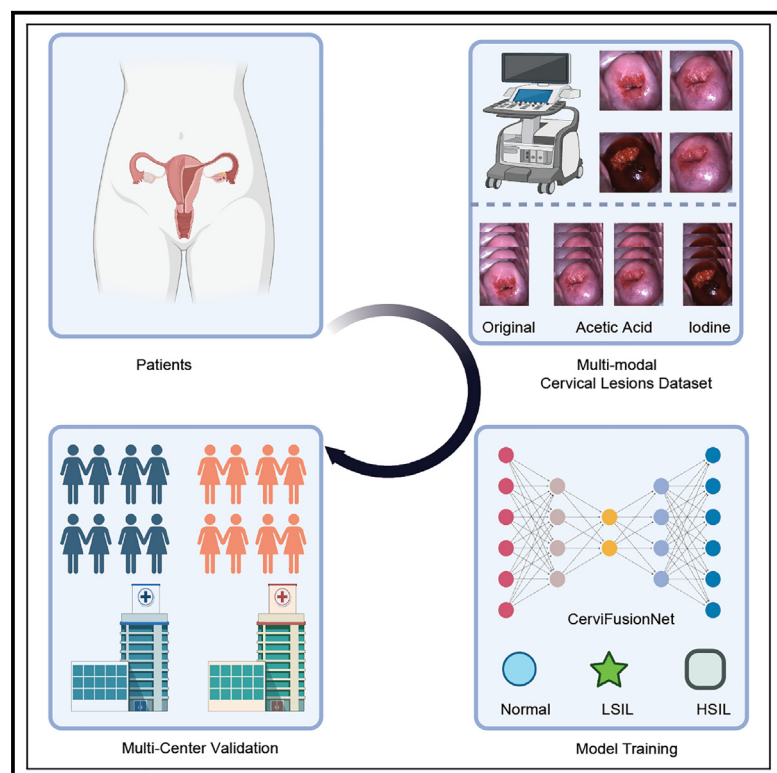 Patients
Original Acetic Acid Iodine
Multi-modal
Cervical Lesions Dataset
Multi-Center Validation
CerviFusionNet
Normal LSIL HSIL
Model Training